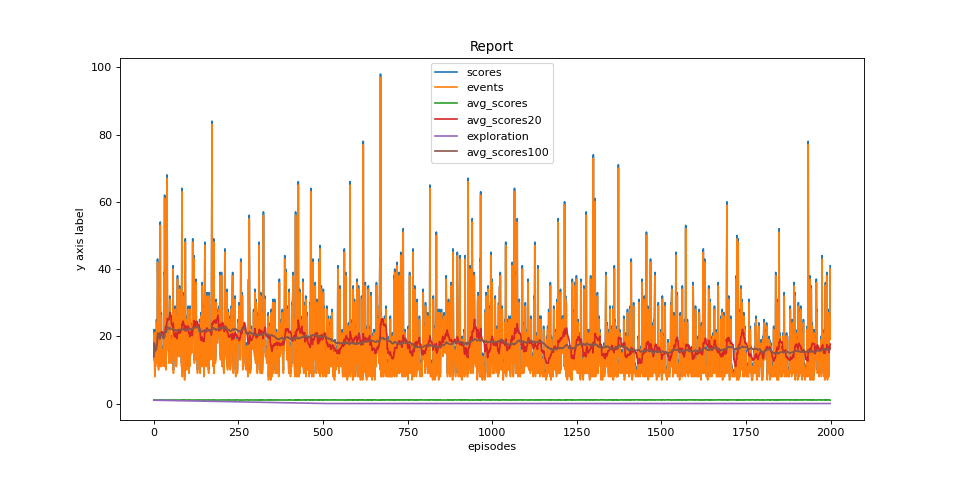 Report
scores
events
avg_scores
avg_scores20
exploration
avg_scores100
y axis label
100
80
60
40
20
0
0
250
500
750
1000
1250
1500
1750
2000
episodes